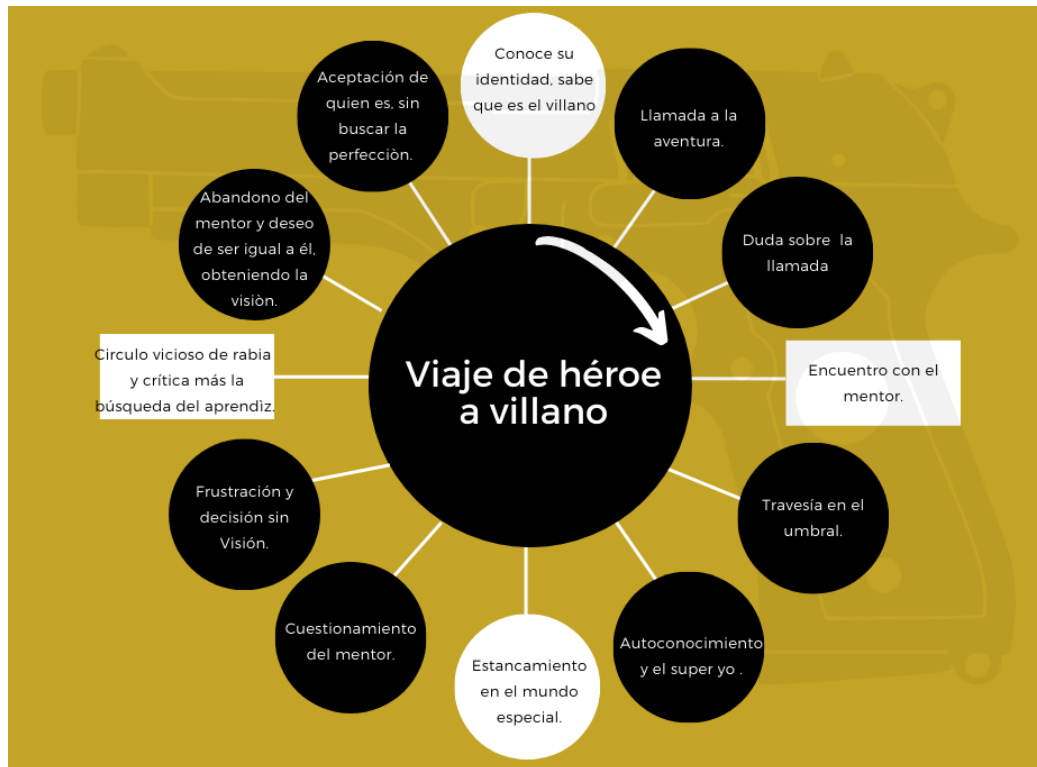 Conoce su
identidad, sabe
que es el villano
Llamada a la
aventura.
Duda sobre la
llamada
Encuentro con el
mentor.
Travesía en el
umbral.
Autoconocimiento
y el super yo .
Estancamiento
en el mundo
especial.
Cuestionamiento
del mentor.
Frustración y
decisión sin
Visión.
Circulo vicioso de rabia
y crítica más la
búsqueda del aprendìz.
Abandono del
mentor y deseo
de ser igual a él,
obteniendo la
visiòn.
Aceptación de
quien es, sin
buscar la
perfecciòn.
Viaje de héroe
a villano